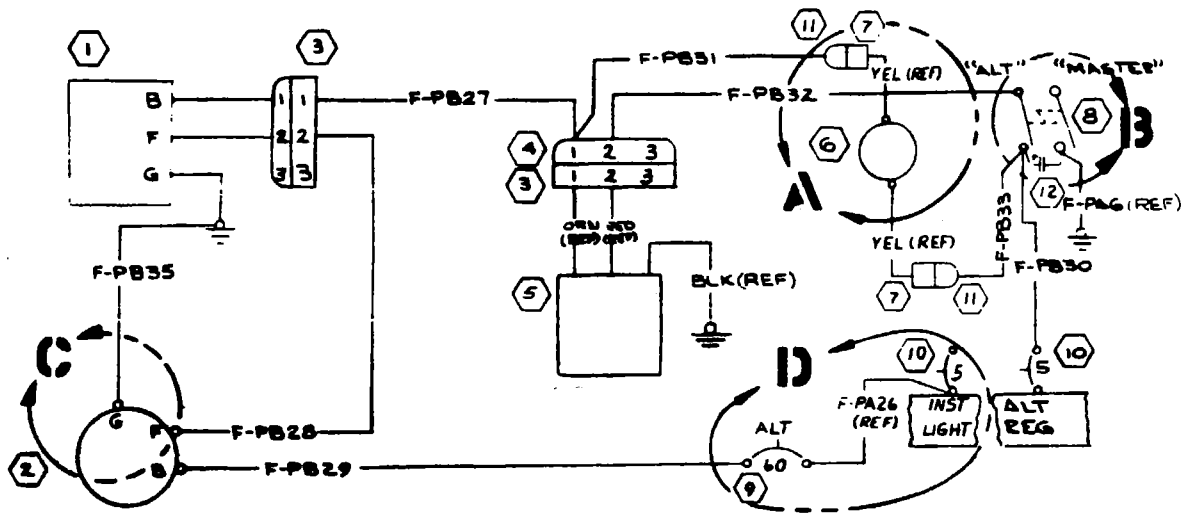 1
3
11
7
F-PB31
YEL (REF)
"ALT" "MASTER"
B
1 1
F-PB27
F-PB32
8
B
F
2 2
4
1 2 3
6
G
3 3
3
1 2 3
A
12
F-PA6 (REF)
F-PB33
YEL (REF)
F-PB35
5
BLK (REF)
7
11
F-PB30
C
D
10
5
5
10
G
F
F-PB28
F-PA26
(REF)
INST
LIGHT
ALT
REG
ALT
2
B
F-PB29
60
9